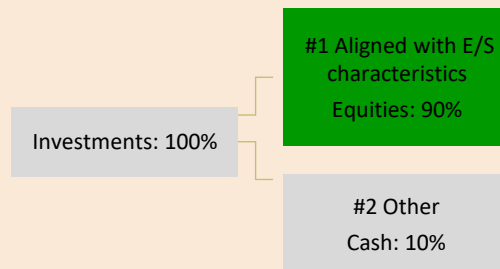 #1 Aligned with E/S
characteristics
Equities: 90%
Investments: 100%
#2 Other
Cash: 10%